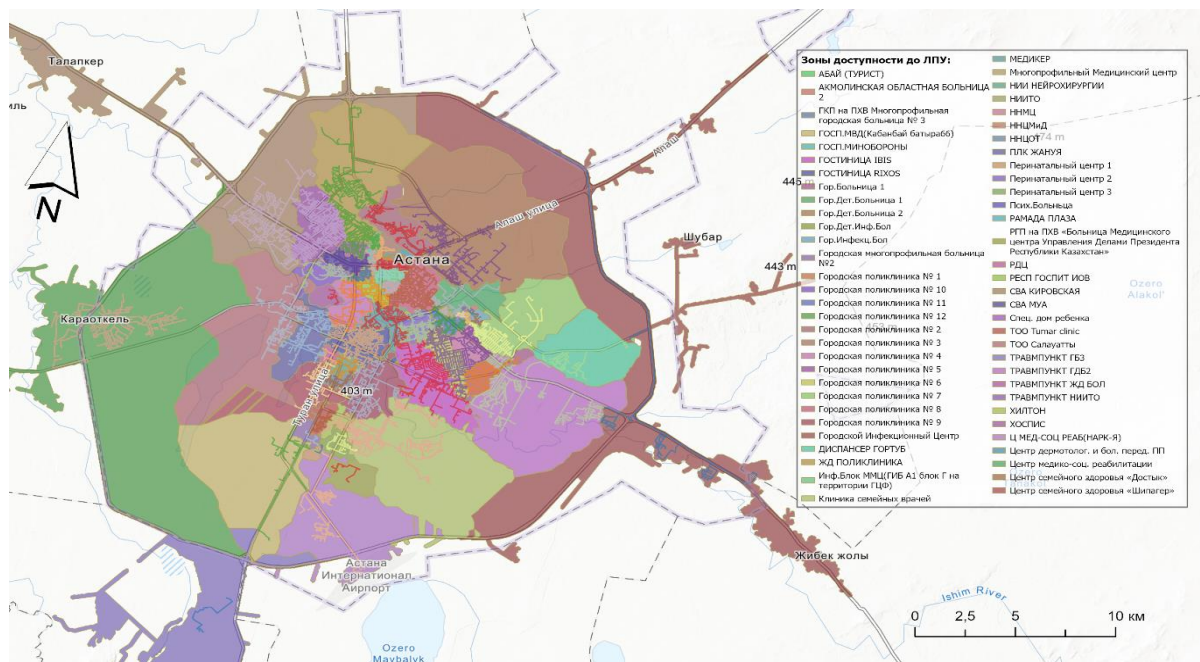 Талапкер
иль
N
Караоткель
Астана
Алаш улица
Алаш
Шубар
445 m
443 m
474 m
403 m
Туран улица
Астана
Интернационал
Аирпорт
Ozero
Maybalyk
Жибек жолы
Ishim River
Ozero
Alakol'
0 2,5 5 10 км
Зоны доступности до ЛПУ:
АБАЙ (ТУРИСТ)
АКМОЛИНСКАЯ ОБЛАСТНАЯ БОЛЬНИЦА
2
ГКП на ПХВ Многопрофильная
городская больница № 3
ГОСП.МВД(Кабанбай батырабб)
ГОСП.МИНОБОРОНЫ
ГОСТИНИЦА IBIS
ГОСТИНИЦА RIXOS
Гор.Больница 1
Гор.Дет.Больница 1
Гор.Дет.Больница 2
Гор.Дет.Инф.Бол
Гор.Инфекц.Бол
Городская многопрофильная больница
№2
Городская поликлиника № 1
Городская поликлиника № 10
Городская поликлиника № 11
Городская поликлиника № 12
Городская поликлиника № 2
Городская поликлиника № 3
Городская поликлиника № 4
Городская поликлиника № 5
Городская поликлиника № 6
Городская поликлиника № 7
Городская поликлиника № 8
Городская поликлиника № 9
Городской Инфекционный Центр
ДИСПАНСЕР ГОРТУБ
ЖД ПОЛИКЛИНИКА
Инф.Блок ММЦ(ГИБ А1 блок Г на
территории ГЦФ)
Клиника семейных врачей
МЕДИКЕР
Многопрофильный Медицинский центр
НИИ НЕЙРОХИРУРГИИ
НИИТО
ННМЦ
ННЦМиД
ННЦОТ
ПЛК ЖАНУЯ
Перинатальный центр 1
Перинатальный центр 2
Перинатальный центр 3
Псих.Больньца
РАМАДА ПЛАЗА
РГП на ПХВ «Больница Медицинского
центра Управления Делами Президента
Республики Казахстан»
РДЦ
РЕСП ГОСПИТ ИОВ
СВА КИРОВСКАЯ
СВА МУА
Спец. дом ребенка
ТОО Tumar clinic
ТОО Салауатты
ТРАВМПУНКТ ГБ3
ТРАВМПУНКТ ГДБ2
ТРАВМПУНКТ ЖД БОЛ
ТРАВМПУНКТ НИИТО
ХИЛТОН
ХОСПИС
Ц МЕД-СОЦ РЕАБ(НАРК-Я)
Центр дерматолог. и бол. перед. ПП
Центр медико-соц. реабилитации
Центр семейного здоровья «Достык»
Центр семейного здоровья «Шипагер»